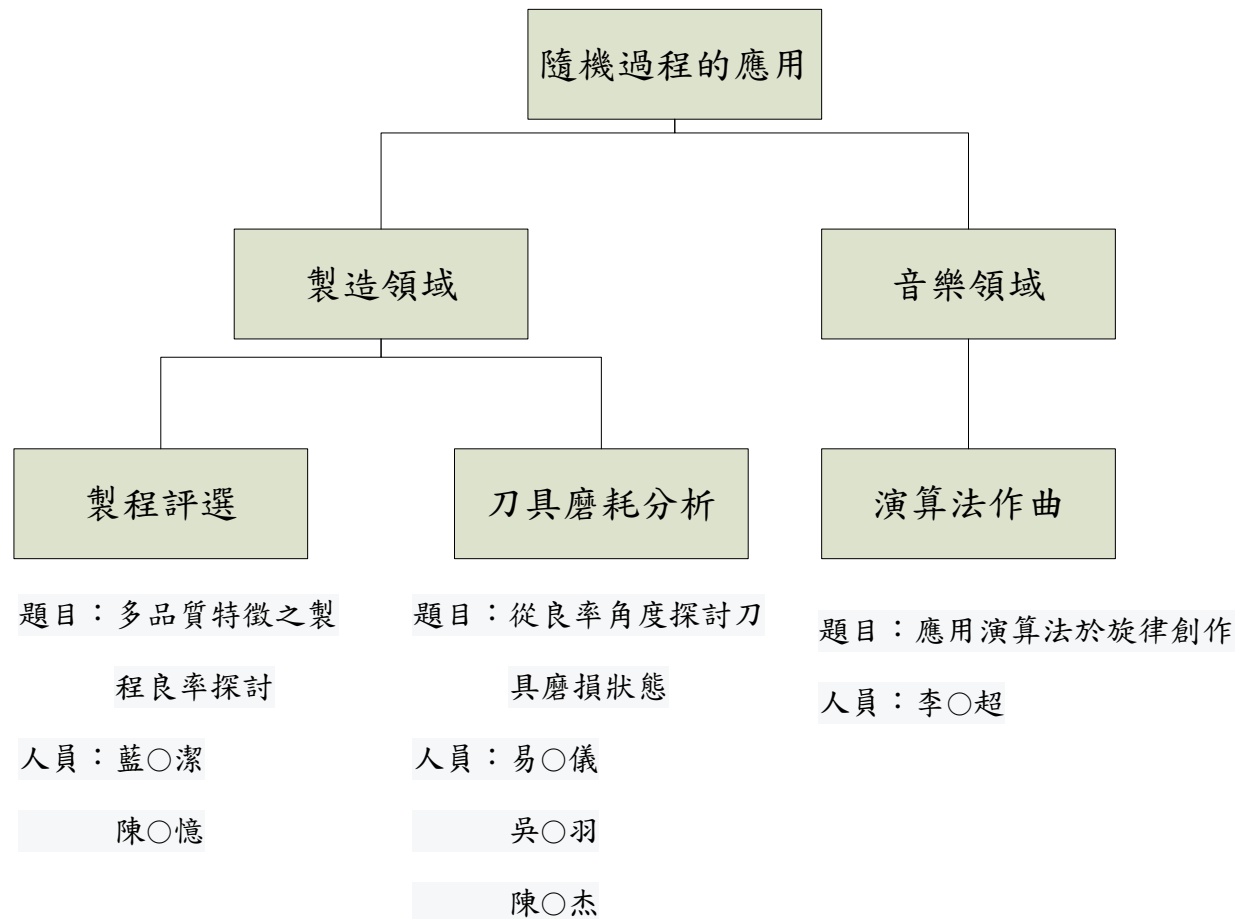 隨機過程的應用
製造領域
音樂領域
製程評選
刀具磨耗分析
演算法作曲
題目：多品質特徵之製
程良率探討
人員：藍○潔
陳○憶
題目：從良率角度探討刀
具磨損狀態
人員：易○儀
吳○羽
陳○杰
題目：應用演算法於旋律創作
人員：李○超